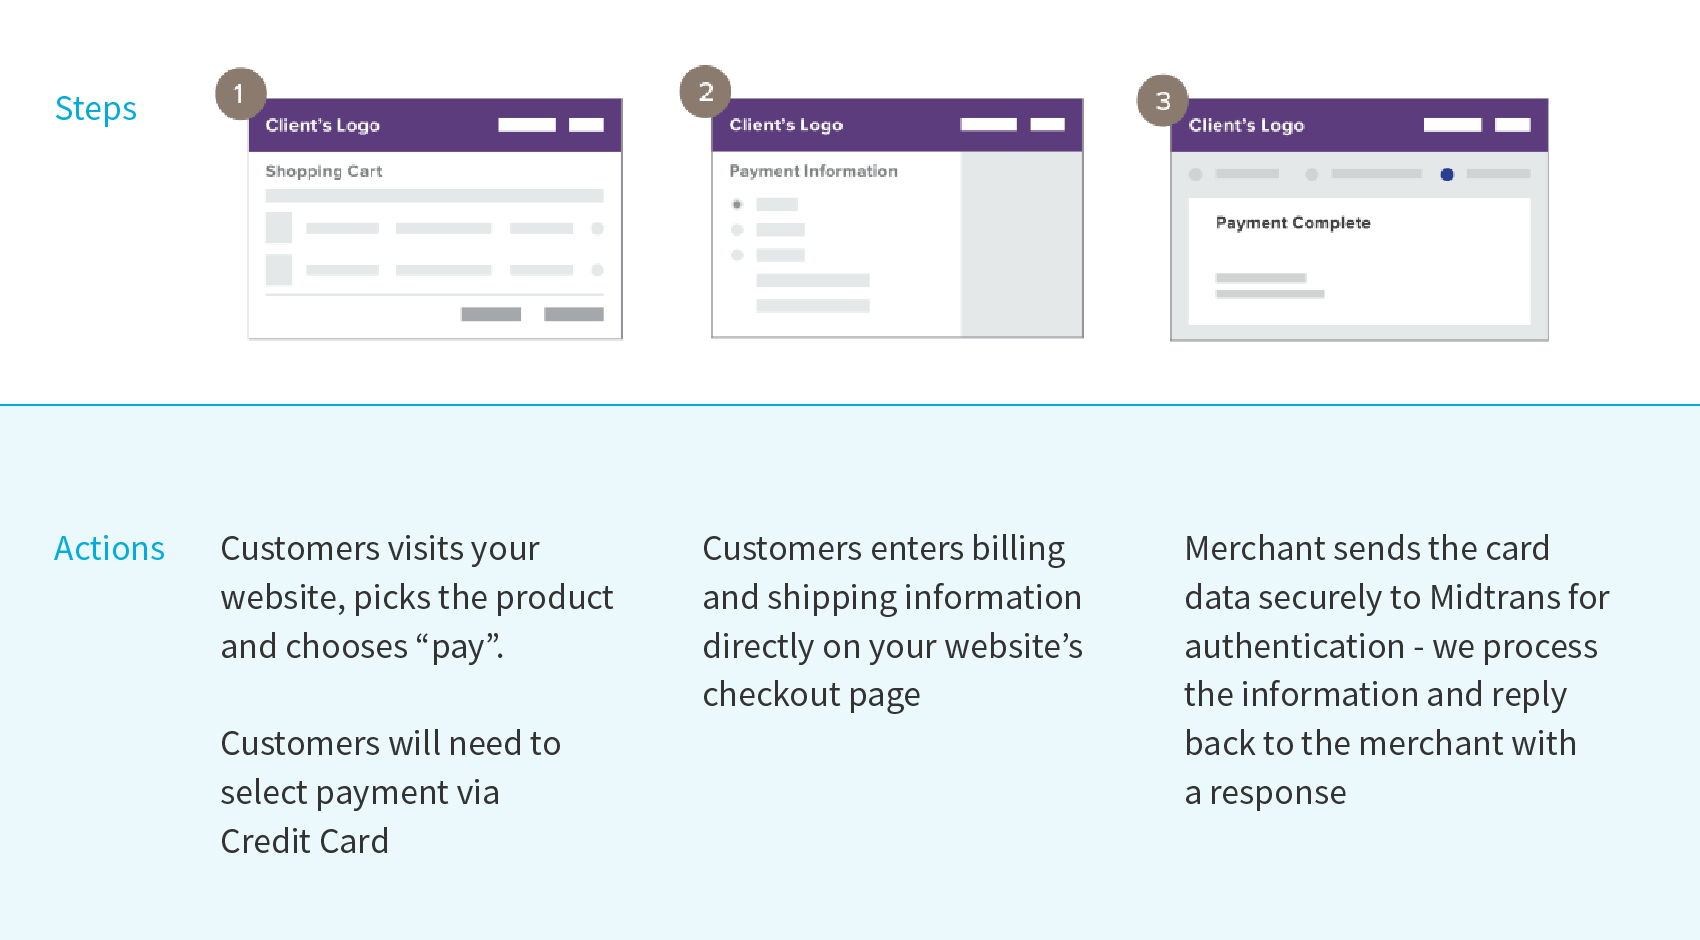 Steps
1
Client's Logo
Shopping Cart
2
Client's Logo
Payment Information
3
Client's Logo
Payment Complete
Actions
Customers visits your
website, picks the product
and chooses “pay”.
Customers will need to
select payment via
Credit Card
Customers enters billing
and shipping information
directly on your website’s
checkout page
Merchant sends the card
data securely to Midtrans for
authentication - we process
the information and reply
back to the merchant with
a response